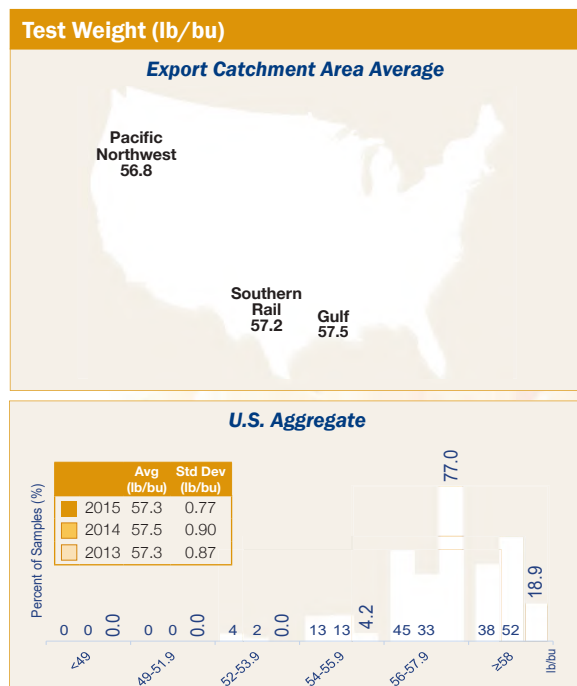 Test Weight (lb/bu)
Export Catchment Area Average
Pacific
Northwest
56.8
Southern
Rail
57.2
Gulf
57.5
U.S. Aggregate
Avg Std Dev
(lb/bu) (lb/bu)
2015 57.3 0.77
2014 57.5 0.90
2013 57.3 0.87
Percent of Samples (%)
0 0 0.0 0 0 0.0 4 2 0.0 13 13 4.2 45 33 77.0 38 52 18.9
<49 49-51.9 52-53.9 54-55.9 56-57.9 ≥58 lb/bu